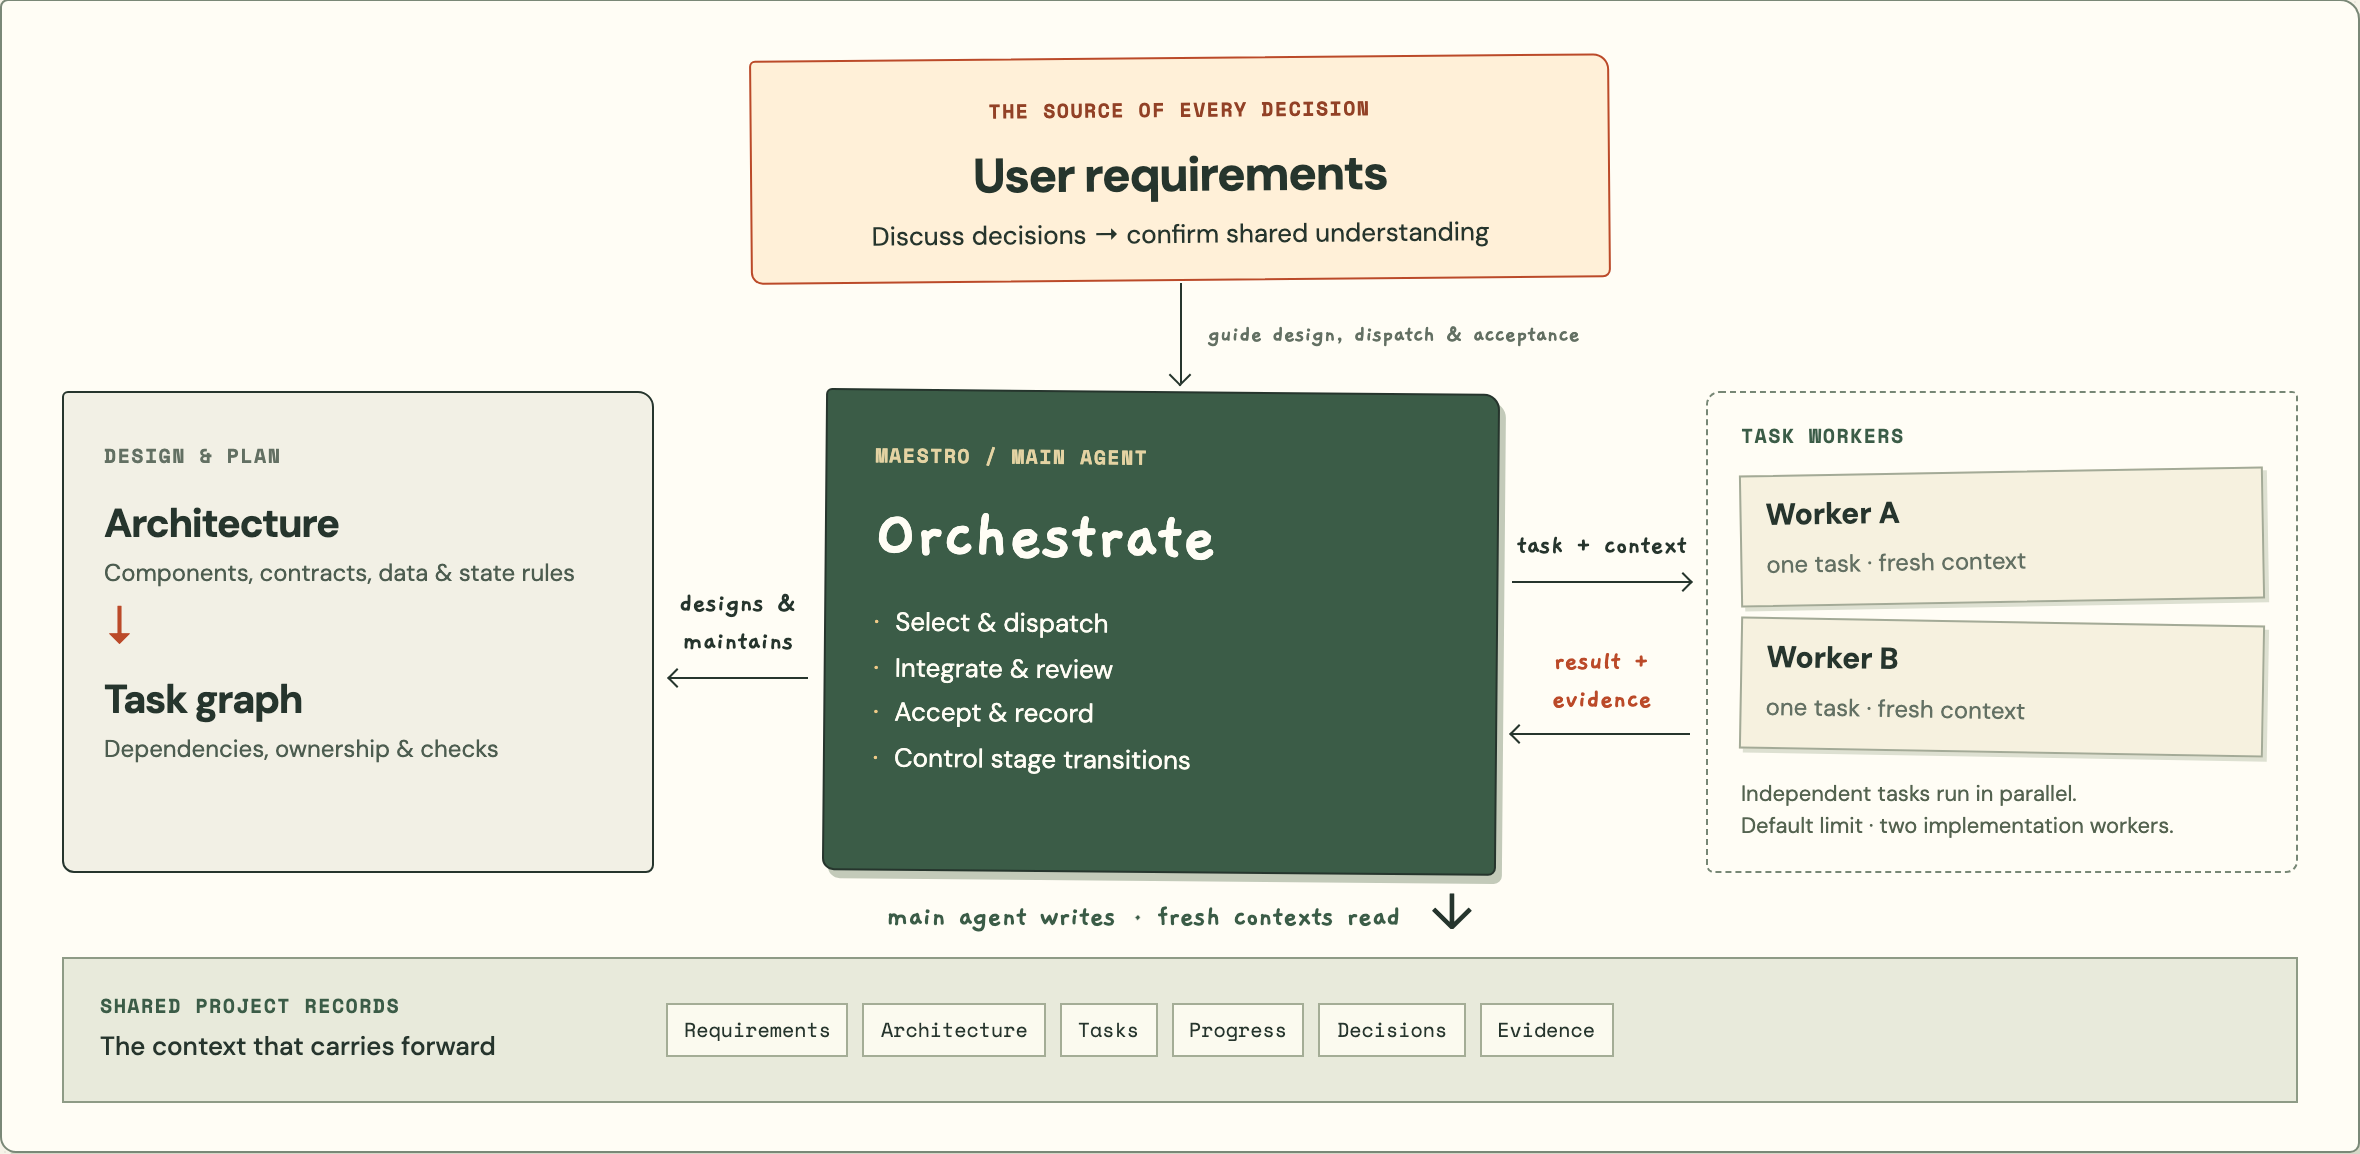 THE SOURCE OF EVERY DECISION
User requirements
Discuss decisions → confirm shared understanding
guide design, dispatch & acceptance
DESIGN & PLAN
Architecture
Components, contracts, data & state rules
↓
Task graph
Dependencies, ownership & checks
designs &
maintains
MAESTRO / MAIN AGENT
Orchestrate
· Select & dispatch
· Integrate & review
· Accept & record
· Control stage transitions
task + context
result +
evidence
TASK WORKERS
Worker A
one task · fresh context
Worker B
one task · fresh context
Independent tasks run in parallel.
Default limit · two implementation workers.
main agent writes · fresh contexts read ↓
SHARED PROJECT RECORDS
The context that carries forward
Requirements
Architecture
Tasks
Progress
Decisions
Evidence